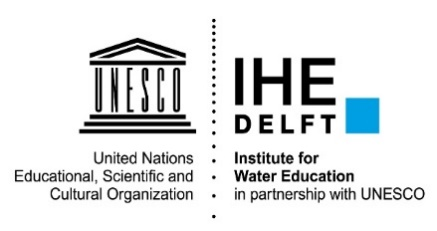 UNESCO
United Nations
Educational, Scientific and
Cultural Organization
IHE
DELFT
Institute for
Water Education
in partnership with UNESCO